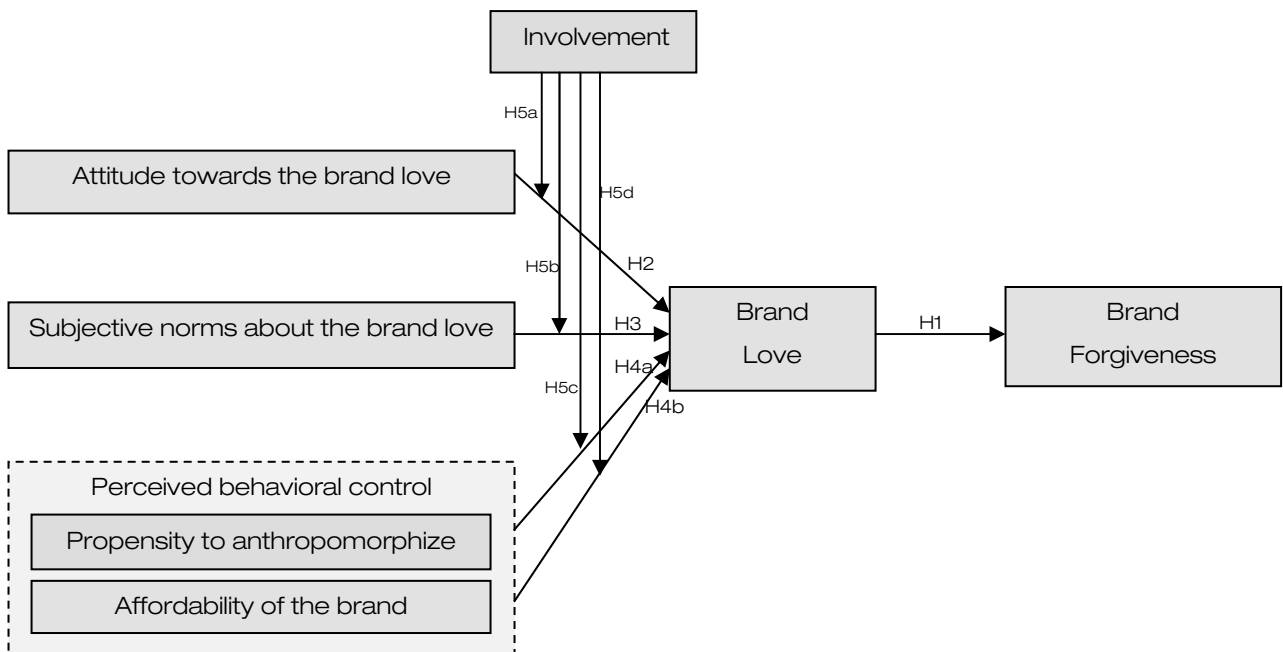 Involvement
H5a
Attitude towards the brand love
H5d
H5b
H2
Subjective norms about the brand love
H3
Brand
Love
H1
Brand
Forgiveness
H4a
H5c
H4b
Perceived behavioral control
Propensity to anthropomorphize
Affordability of the brand